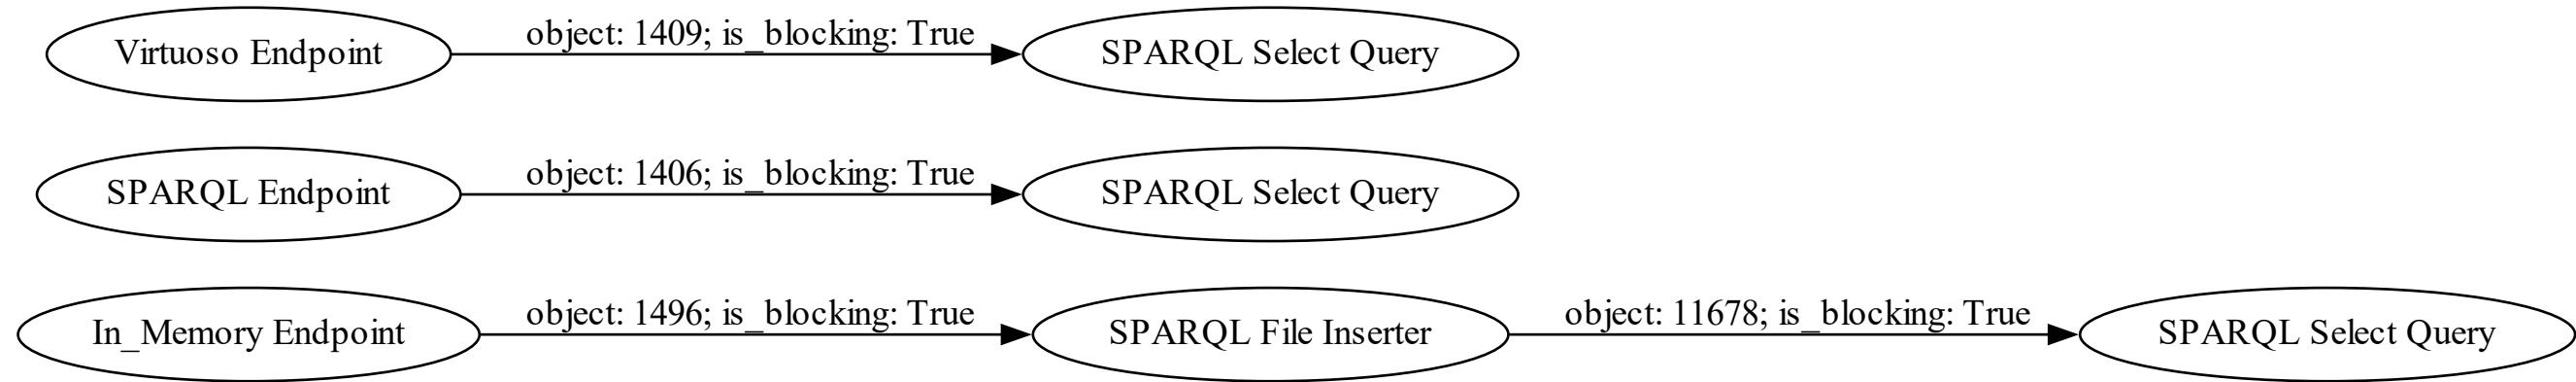 Virtuoso Endpoint
object: 1409; is_blocking: True
SPARQL Select Query
SPARQL Endpoint
object: 1406; is_blocking: True
SPARQL Select Query
In_Memory Endpoint
object: 1496; is_blocking: True
SPARQL File Inserter
object: 11678; is_blocking: True
SPARQL Select Query